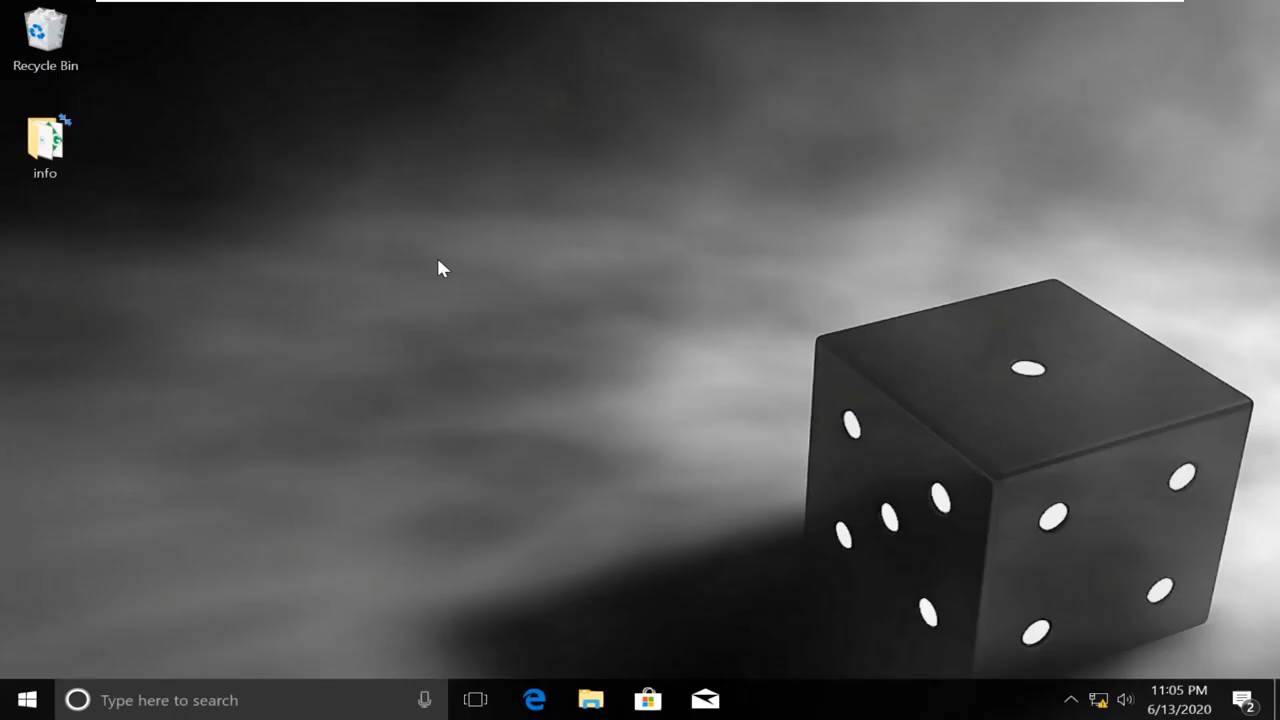 Recycle Bin
info
Type here to search
11:05 PM
6/13/2020
2